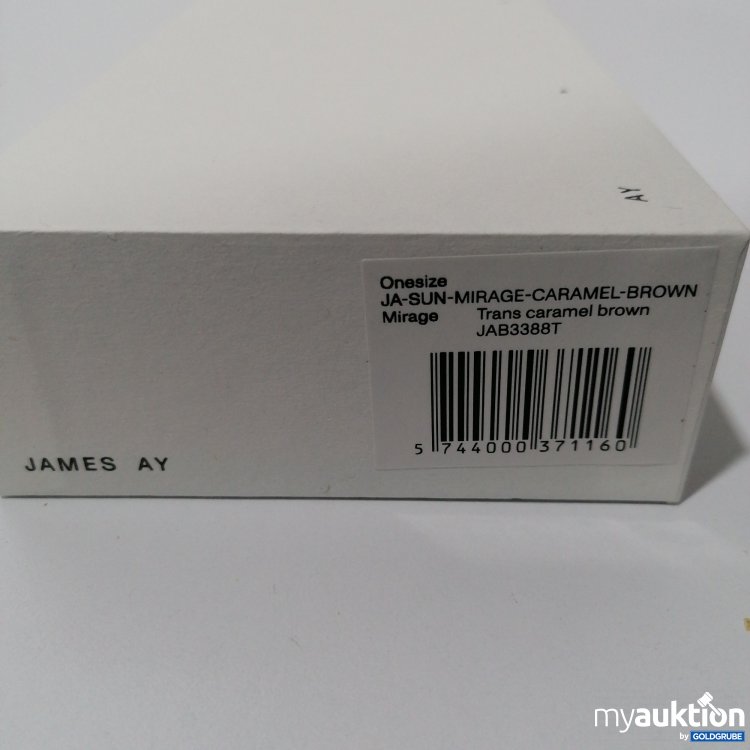 AY
Onesize
JA-SUN-MIRAGE-CARAMEL-BROWN
Mirage Trans caramel brown
JAB3388T
5 744000 371160
JAMES AY
myauktion
by GOLDGRUBE